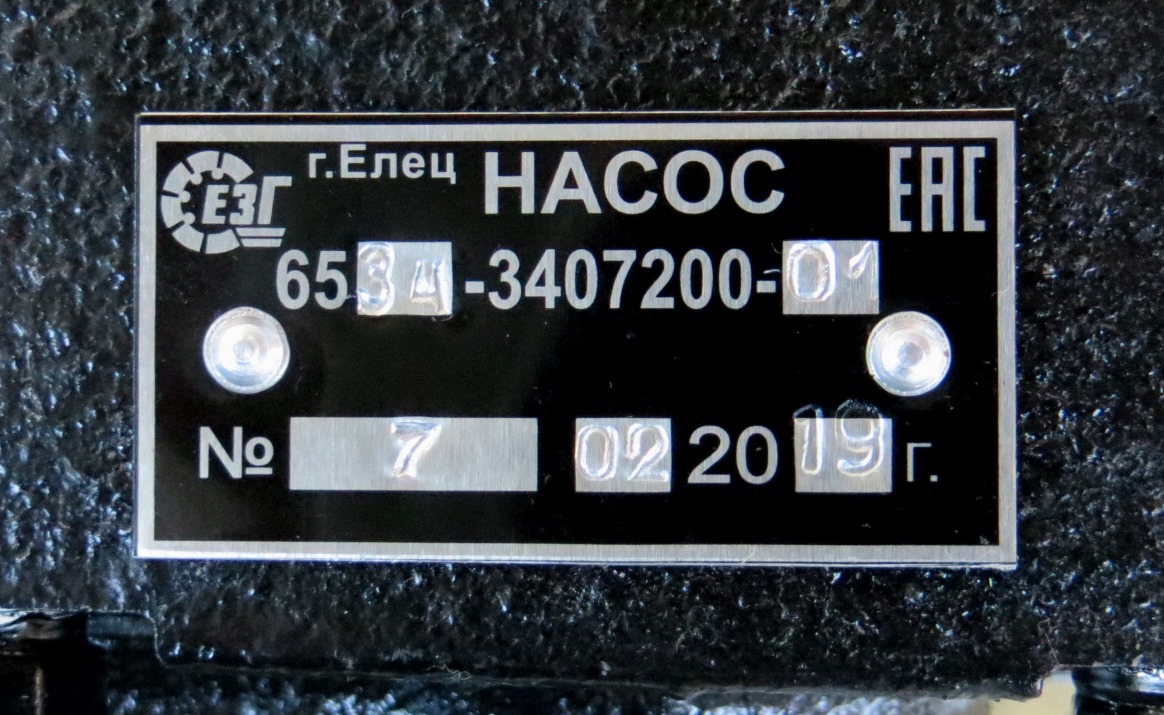 ЕЗГ г.Елец НАСОС ЕАС
6534-3407200-01
№ 7 02 2019 г.